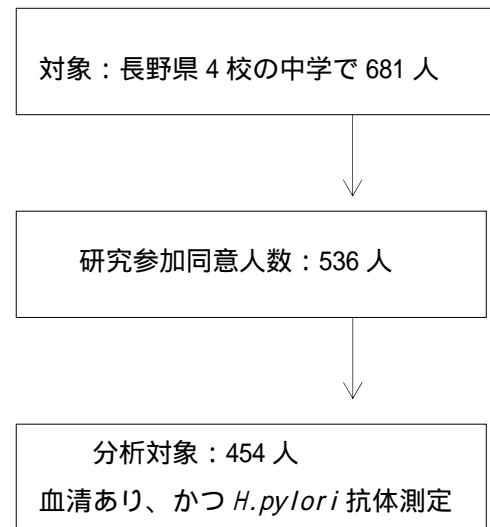 対象：長野県 4 校の中学で 681 人
研究参加同意人数：536 人
分析対象：454 人
血清あり、かつ H.pylori 抗体測定